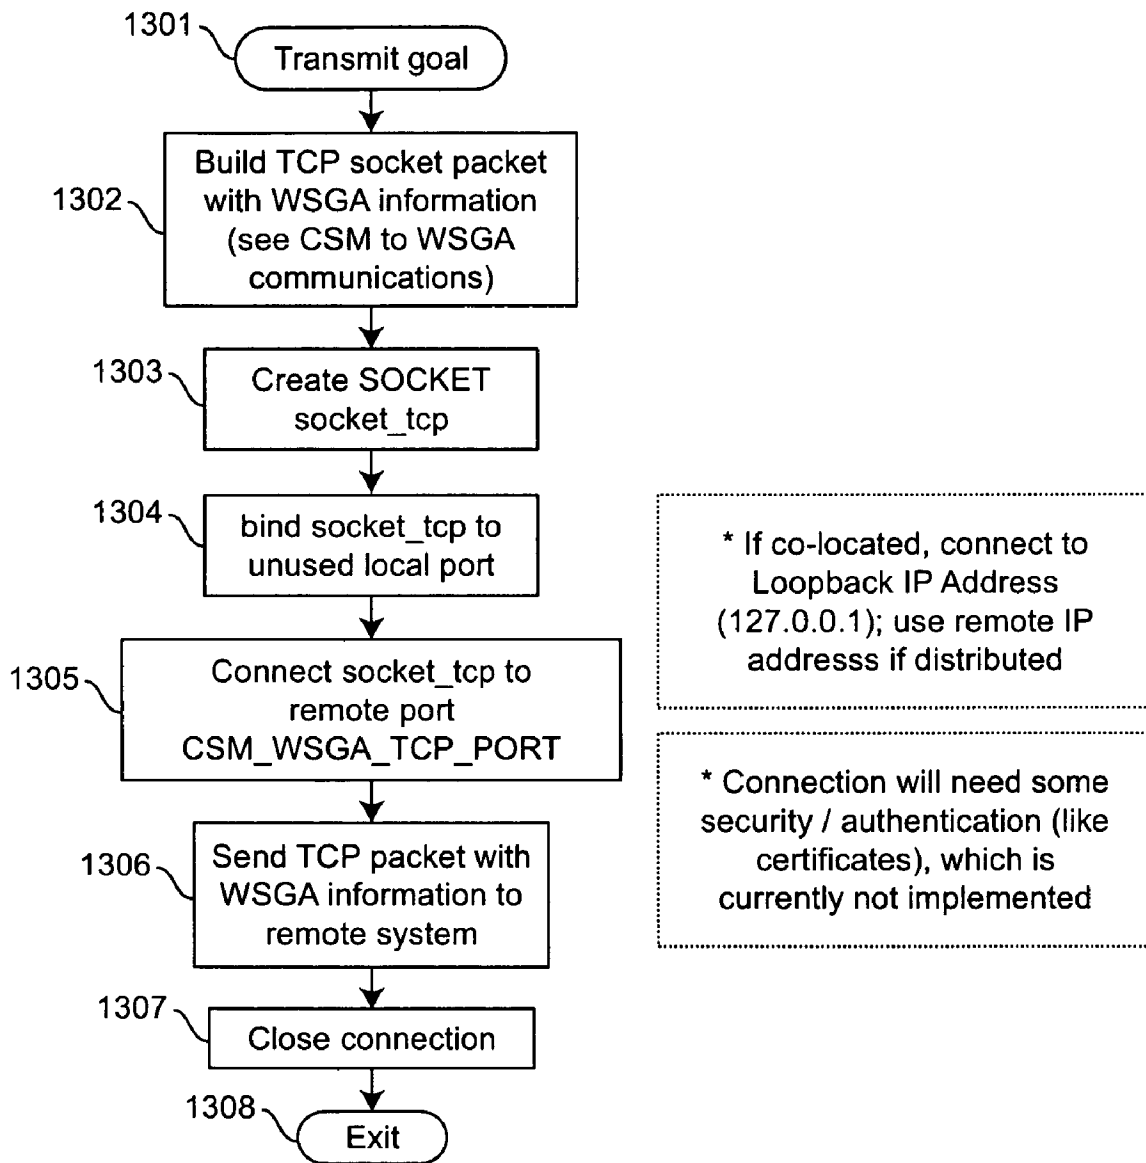 1301
Transmit goal
1302
Build TCP socket packet
with WSGA information
(see CSM to WSGA
communications)
1303
Create SOCKET
socket_tcp
1304
bind socket_tcp to
unused local port
1305
Connect socket_tcp to
remote port
CSM_WSGA_TCP_PORT
* If co-located, connect to
Loopback IP Address
(127.0.0.1); use remote IP
addresss if distributed
* Connection will need some
security / authentication (like
certificates), which is
currently not implemented
1306
Send TCP packet with
WSGA information to
remote system
1307
Close connection
1308
Exit